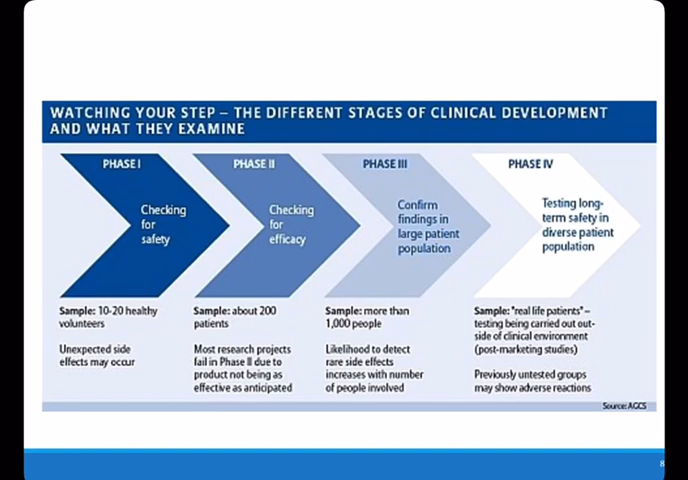 WATCHING YOUR STEP – THE DIFFERENT STAGES OF CLINICAL DEVELOPMENT
AND WHAT THEY EXAMINE
PHASE I
Checking
for
safety
Sample: 10-20 healthy
volunteers
Unexpected side
effects may occur
PHASE II
Checking
for
efficacy
Sample: about 200
patients
Most research projects
fail in Phase II due to
product not being as
effective as anticipated
PHASE III
Confirm
findings in
large patient
population
Sample: more than
1,000 people
Likelihood to detect
rare side effects
increases with number
of people involved
PHASE IV
Testing long-
term safety in
diverse patient
population
Sample: "real life patients" –
testing being carried out out-
side of clinical environment
(post-marketing studies)
Previously untested groups
may show adverse reactions
Source: AGCS
8